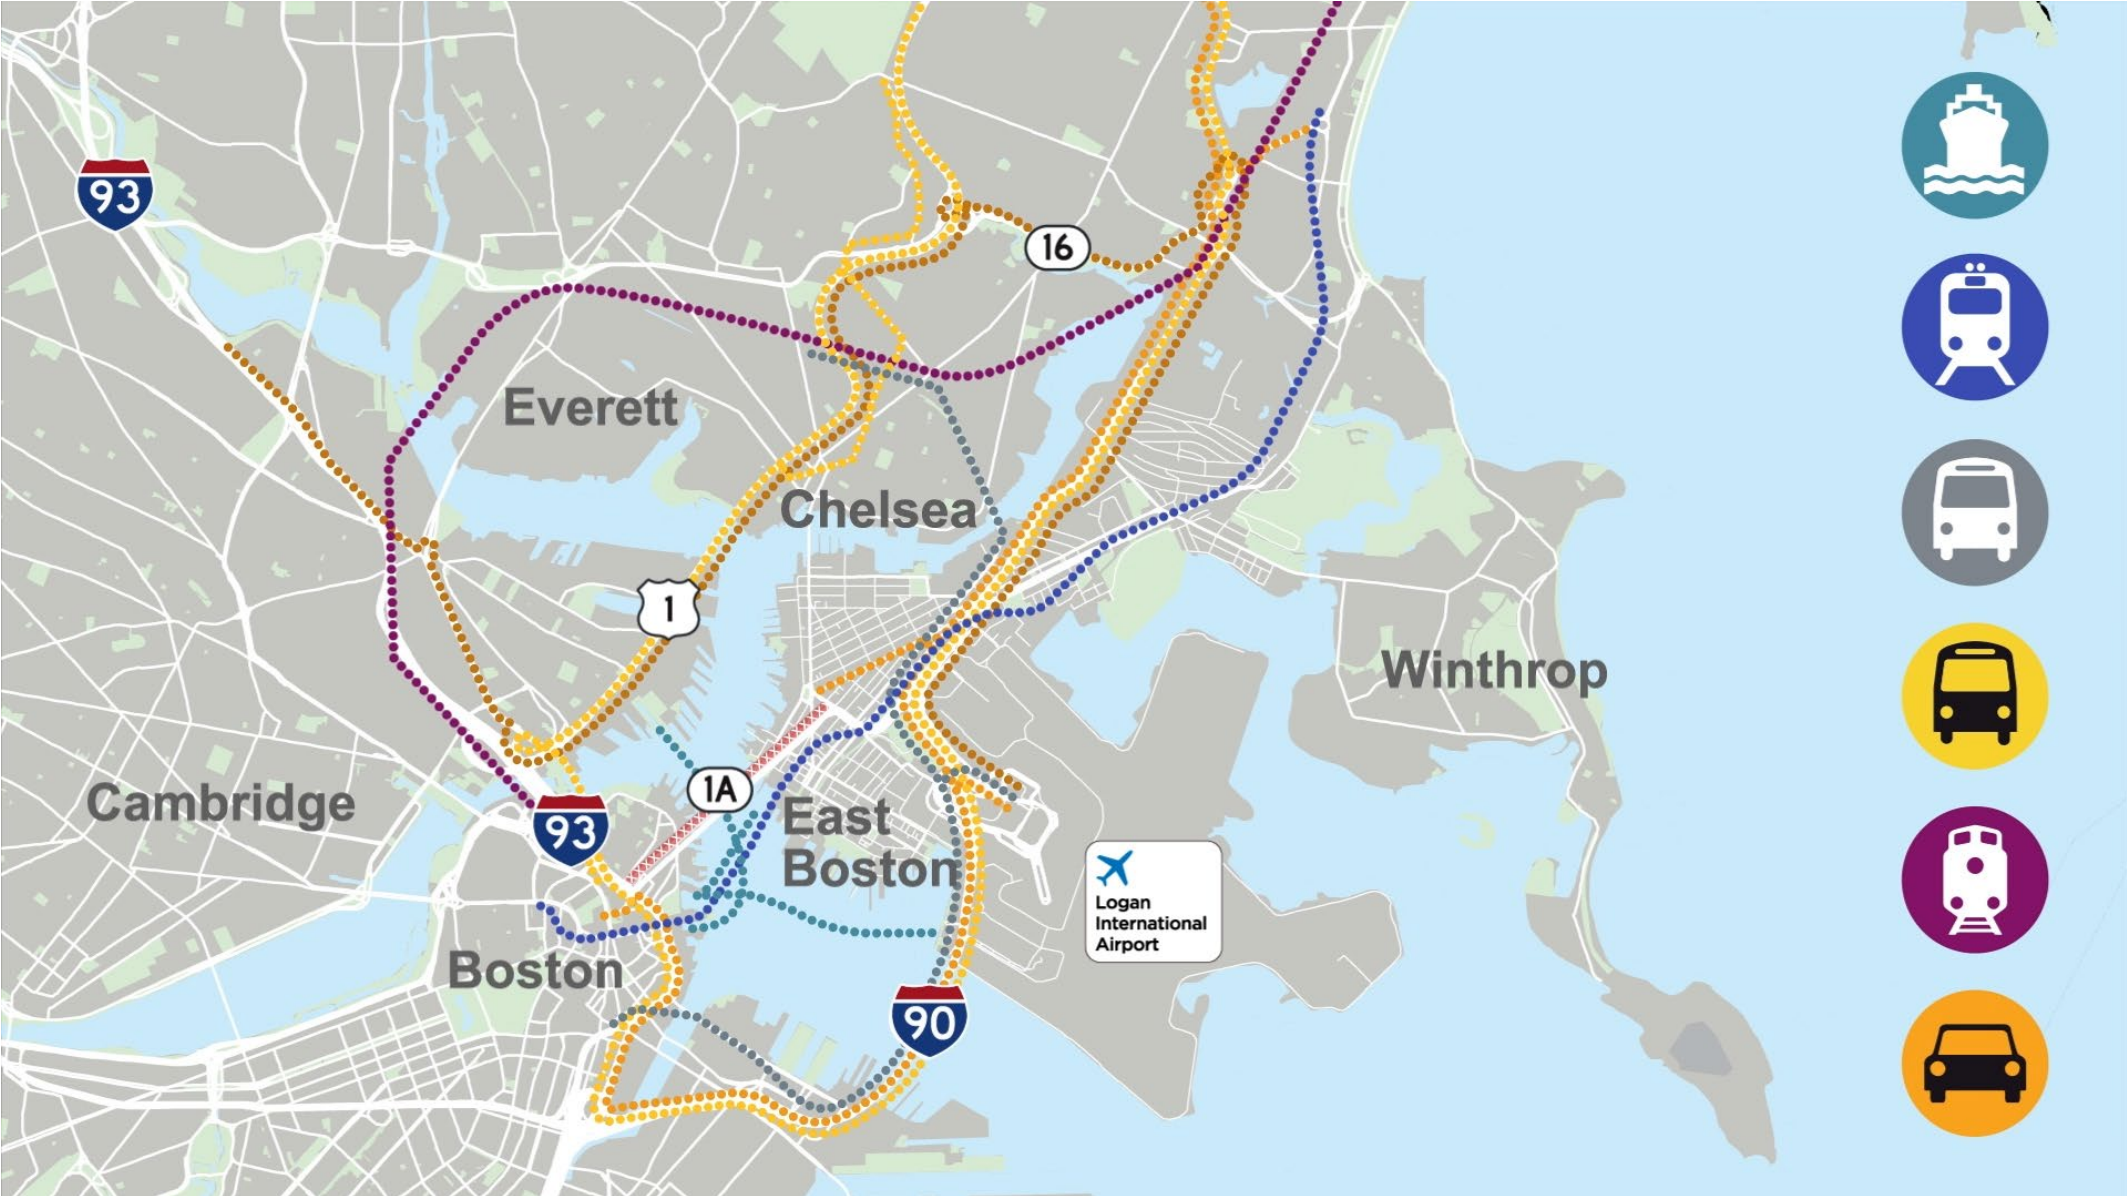 93
16
Everett
Chelsea
1
Winthrop
1A
Cambridge
93
East
Boston
Logan
International
Airport
Boston
90